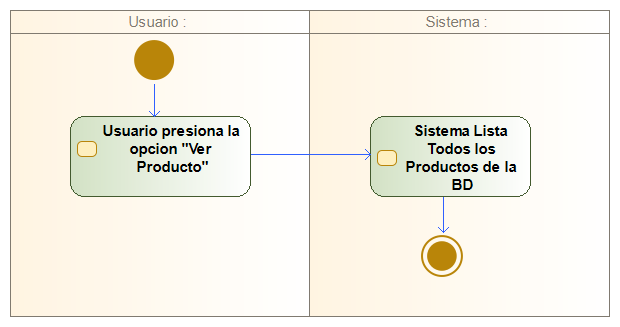 Usuario :
Sistema :
Usuario presiona la
opcion "Ver
Producto"
Sistema Lista
Todos los
Productos de la
BD